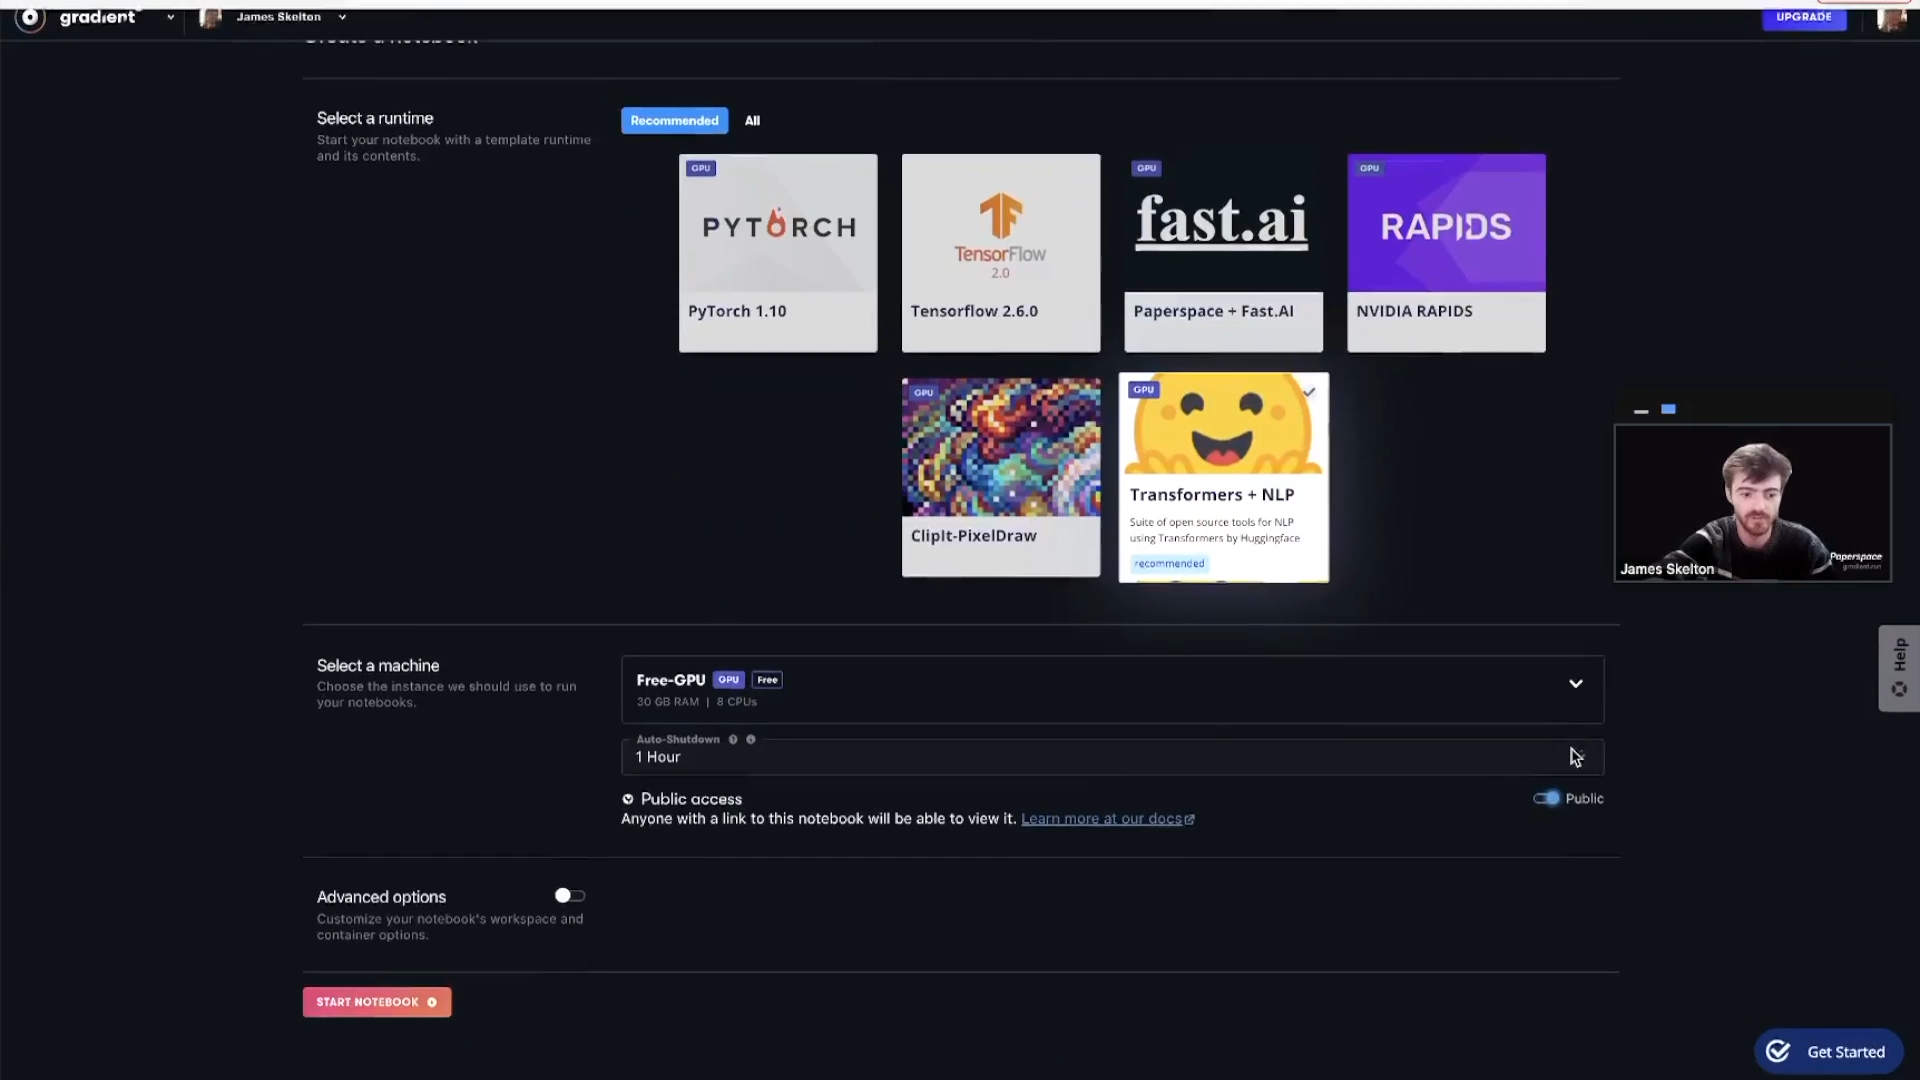 gradient
James Skelton
UPGRADE
Create a notebook
Select a runtime
Start your notebook with a template runtime
and its contents.
Recommended
All
GPU
PYTORCH
PyTorch 1.10
TensorFlow
2.0
Tensorflow 2.6.0
GPU
fast.ai
Paperspace + Fast.AI
GPU
RAPIDS
NVIDIA RAPIDS
GPU
ClipIt-PixelDraw
GPU
Transformers + NLP
Suite of open source tools for NLP
using Transformers by Huggingface
recommended
Paperspace
gradient.run
James Skelton
Help
Select a machine
Choose the instance we should use to run
your notebooks.
Free-GPU GPU Free
30 GB RAM | 8 CPUs
Auto-Shutdown
1 Hour
Public access
Public
Anyone with a link to this notebook will be able to view it. Learn more at our docs
Advanced options
Customize your notebook's workspace and
container options.
START NOTEBOOK
Get Started